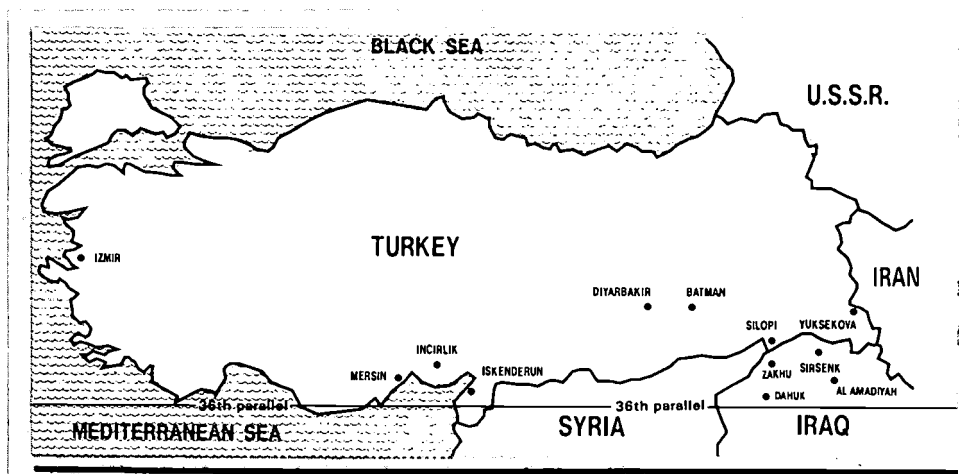 BLACK SEA
U.S.S.R.
TURKEY
IZMIR
IRAN
DIYARBAKIR
BATMAN
SILOPI
YUKSEKOVA
INCIRLIK
MERSIN
ISKENDERUN
ZAKHU
SIRSENK
AL AMADIYAH
DAHUK
36th parallel
36th parallel
MEDITERRANEAN SEA
SYRIA
IRAQ